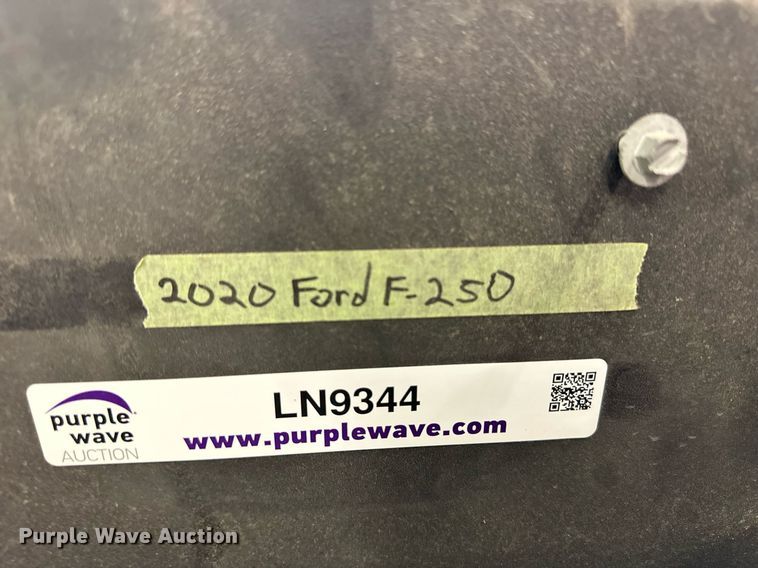 2020 Ford F-250
purple
wave
AUCTION
LN9344
www.purplewave.com
Purple Wave Auction